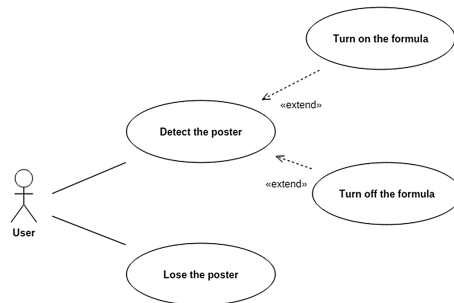 Turn on the formula
«extend»
Detect the poster
«extend»
Turn off the formula
User
Lose the poster